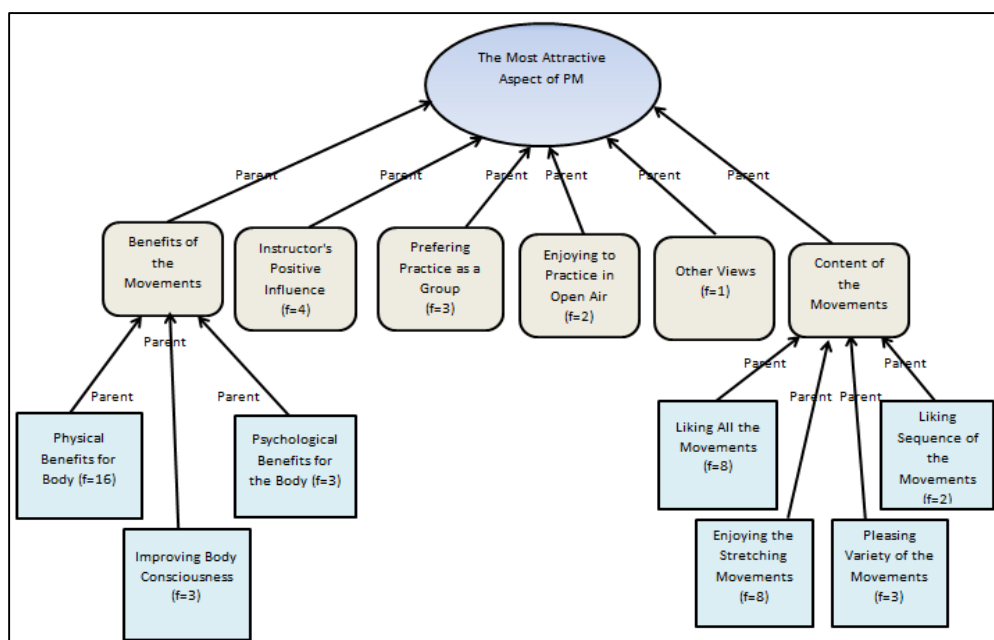 The Most Attractive
Aspect of PM
Parent
Parent
Parent
Parent
Parent
Parent
Benefits of
the
Movements
Instructor's
Positive
Influence
(f=4)
Prefering
Practice as a
Group
(f=3)
Enjoying to
Practice in
Open Air
(f=2)
Other Views
(f=1)
Content of
the
Movements
Parent
Parent
Parent
Parent
Parent
Parent
Parent
Physical
Benefits for
Body (f=16)
Psychological
Benefits for
the Body (f=3)
Liking All the
Movements
(f=8)
Liking
Sequence of
the
Movements
(f=2)
Improving Body
Consciousness
(f=3)
Enjoying the
Stretching
Movements
(f=8)
Pleasing
Variety of the
Movements
(f=3)